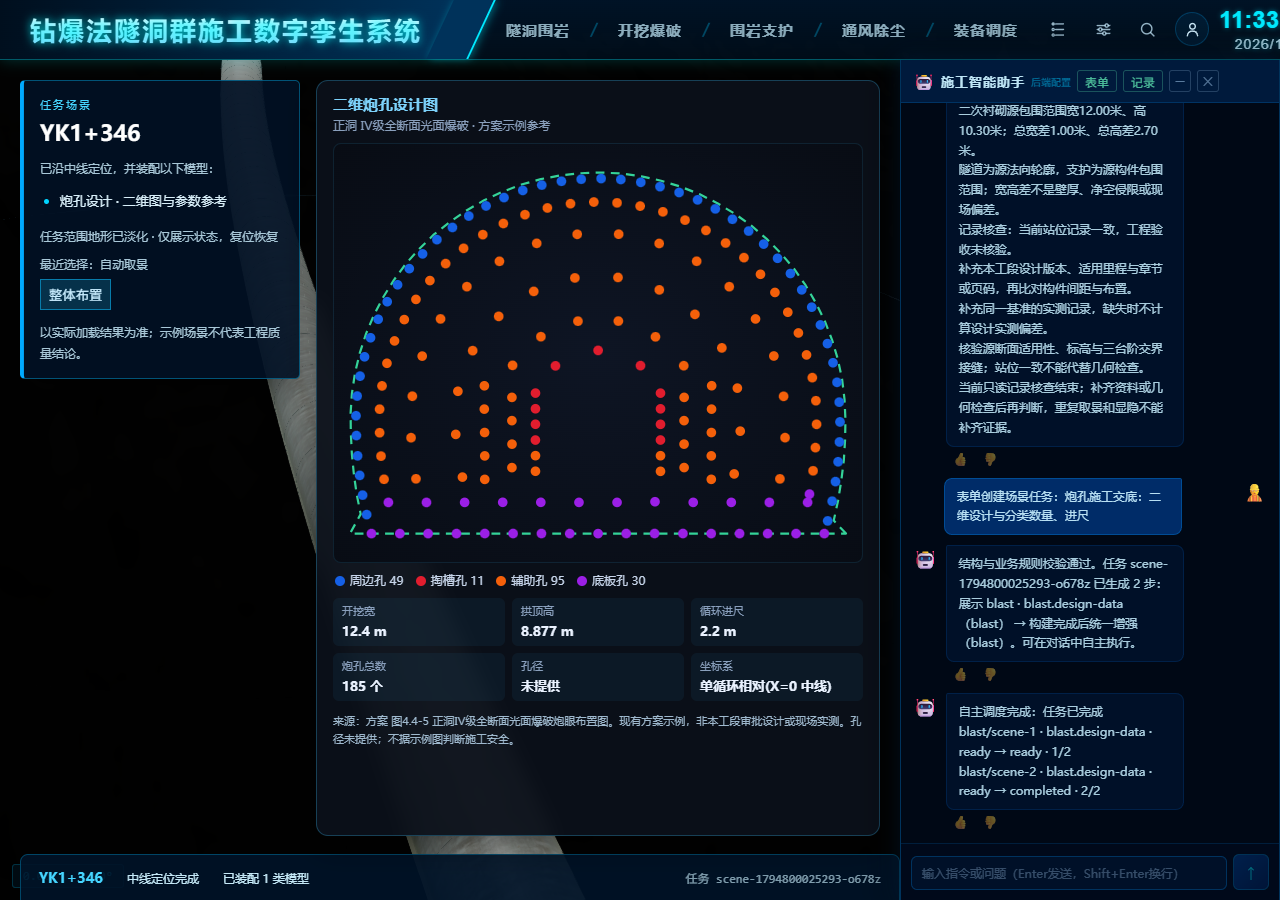 钻爆法隧洞群施工数字孪生系统
隧洞围岩 / 开挖爆破 / 围岩支护 / 通风除尘 / 装备调度
11:33
2026/1
任务场景
YK1+346
已沿中线定位，并装配以下模型：
炮孔设计 · 二维图与参数参考
任务范围地形已淡化 · 仅展示状态，复位恢复
最近选择：自动取景
整体布置
以实际加载结果为准；示例场景不代表工程质
量结论。
二维炮孔设计图
正洞 IV级全断面光面爆破 · 方案示例参考
周边孔 49 掏槽孔 11 辅助孔 95 底板孔 30
开挖宽
12.4 m
拱顶高
8.877 m
循环进尺
2.2 m
炮孔总数
185 个
孔径
未提供
坐标系
单循环相对(X=0 中线)
来源：方案 图4.4-5 正洞IV级全断面光面爆破炮眼布置图。现有方案示例，非本工段审批设计或现场实测。孔
径未提供；不据示例图判断施工安全。
YK1+346 中线定位完成 已装配 1 类模型
任务 scene-1794800025293-o678z
施工智能助手 后端配置 表单 记录
二次衬砌源包围范围宽12.00米、高
10.30米；总宽差1.00米、总高差2.70
米。
隧道为源法向轮廓，支护为源构件包围
范围；宽高差不是壁厚、净空侵限或现
场偏差。
记录核查：当前站位记录一致，工程验
收未核验。
补充本工段设计版本、适用里程与章节
或页码，再比对构件间距与布置。
补充同一基准的实测记录，缺失时不计
算设计实测偏差。
核验源断面适用性、标高与三台阶交界
接缝；站位一致不能代替几何检查。
当前只读记录核查结束；补齐资料或几
何检查后再判断，重复取景和显隐不能
补齐证据。
表单创建场景任务：炮孔施工交底：二
维设计与分类数量、进尺
结构与业务规则校验通过。任务 scene-
1794800025293-o678z 已生成 2 步：
展示 blast · blast.design-data
（blast） → 构建完成后统一增强
（blast）。可在对话中自主执行。
自主调度完成：任务已完成
blast/scene-1 · blast.design-data ·
ready → ready · 1/2
blast/scene-2 · blast.design-data ·
ready → completed · 2/2
输入指令或问题（Enter发送，Shift+Enter换行）